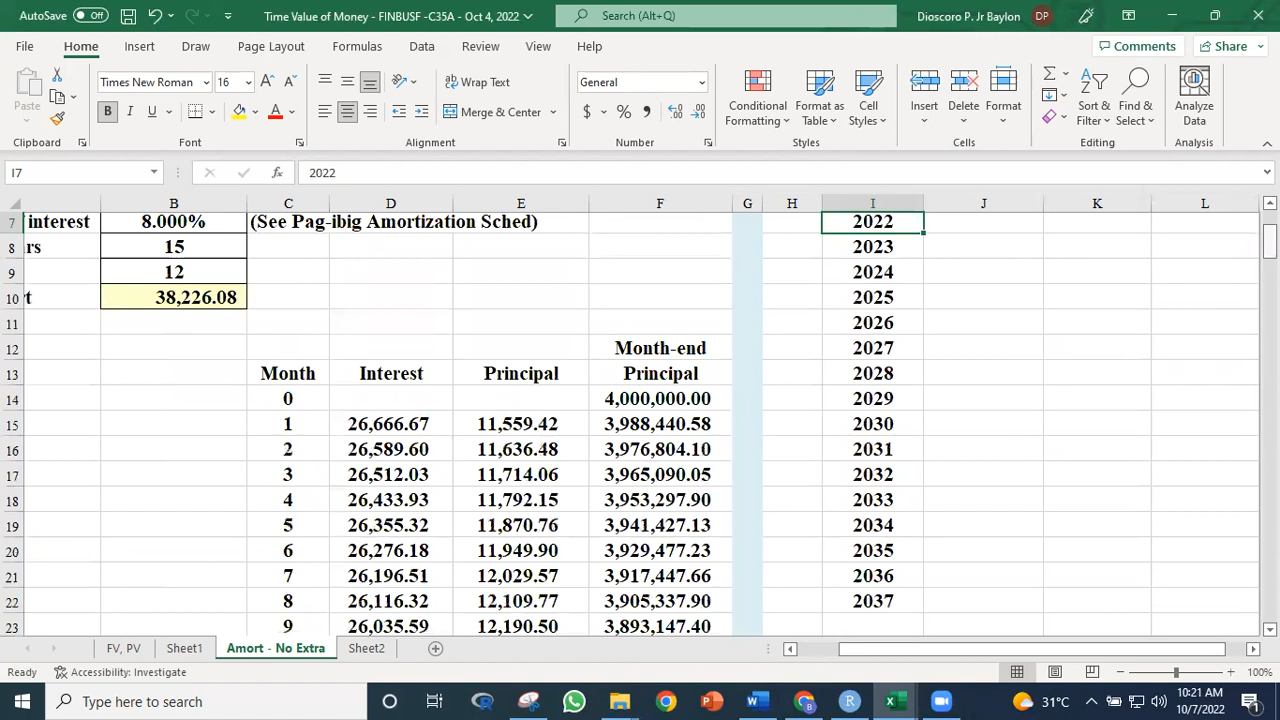 AutoSave Off Time Value of Money - FINBUSF -C35A - Oct 4, 2022 Search (Alt+Q) Dioscoro P. Jr Baylon DP
File Home Insert Draw Page Layout Formulas Data Review View Help Comments Share
Times New Roman 16 Wrap Text General
Paste B I U Merge & Center $ % Conditional Formatting Format as Table Cell Styles Insert Delete Format Sort & Filter Find & Select Analyze Data
Clipboard Font Alignment Number Styles Cells Editing Analysis
I7 fx 2022
B C D E F G H I J K L
7 interest 8.000% (See Pag-ibig Amortization Sched) 2022
8 rs 15 2023
9 12 2024
10 t 38,226.08 2025
11 2026
12 Month-end 2027
13 Month Interest Principal Principal 2028
14 0 4,000,000.00 2029
15 1 26,666.67 11,559.42 3,988,440.58 2030
16 2 26,589.60 11,636.48 3,976,804.10 2031
17 3 26,512.03 11,714.06 3,965,090.05 2032
18 4 26,433.93 11,792.15 3,953,297.90 2033
19 5 26,355.32 11,870.76 3,941,427.13 2034
20 6 26,276.18 11,949.90 3,929,477.23 2035
21 7 26,196.51 12,029.57 3,917,447.66 2036
22 8 26,116.32 12,109.77 3,905,337.90 2037
23 9 26,035.59 12,190.50 3,893,147.40
FV, PV Sheet1 Amort - No Extra Sheet2
Ready Accessibility: Investigate 100%
Type here to search 31°C 10:21 AM
10/7/2022 1